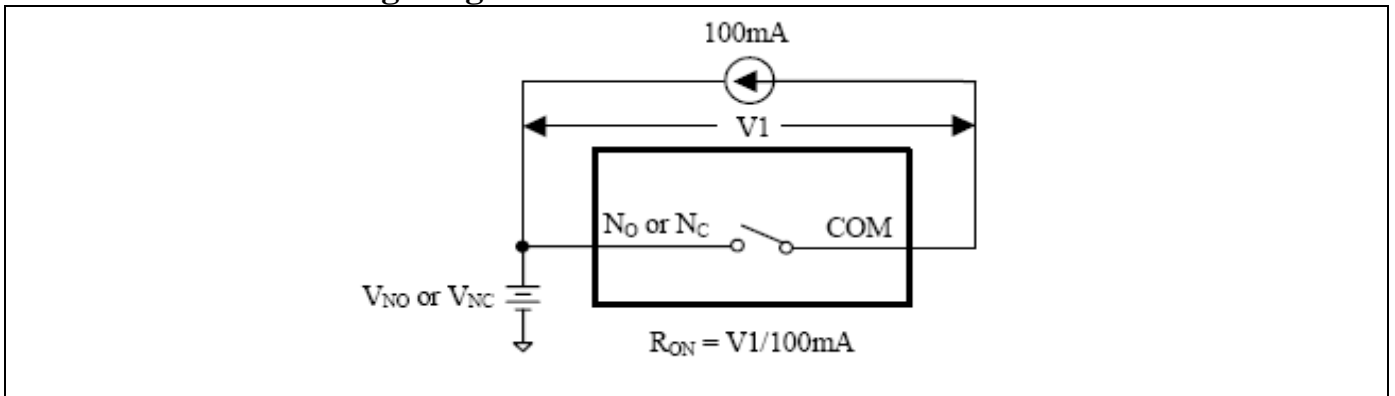 100mA
V1
NO or NC
COM
VNO or VNC
RON = V1/100mA